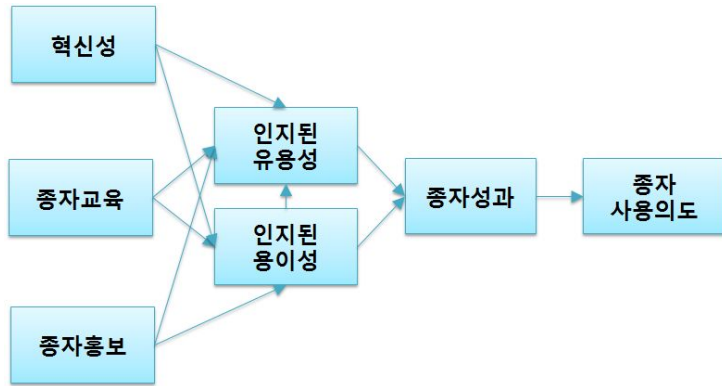 혁신성
인지된
유용성
종자교육
종자성과
종자
사용의도
인지된
용이성
종자홍보